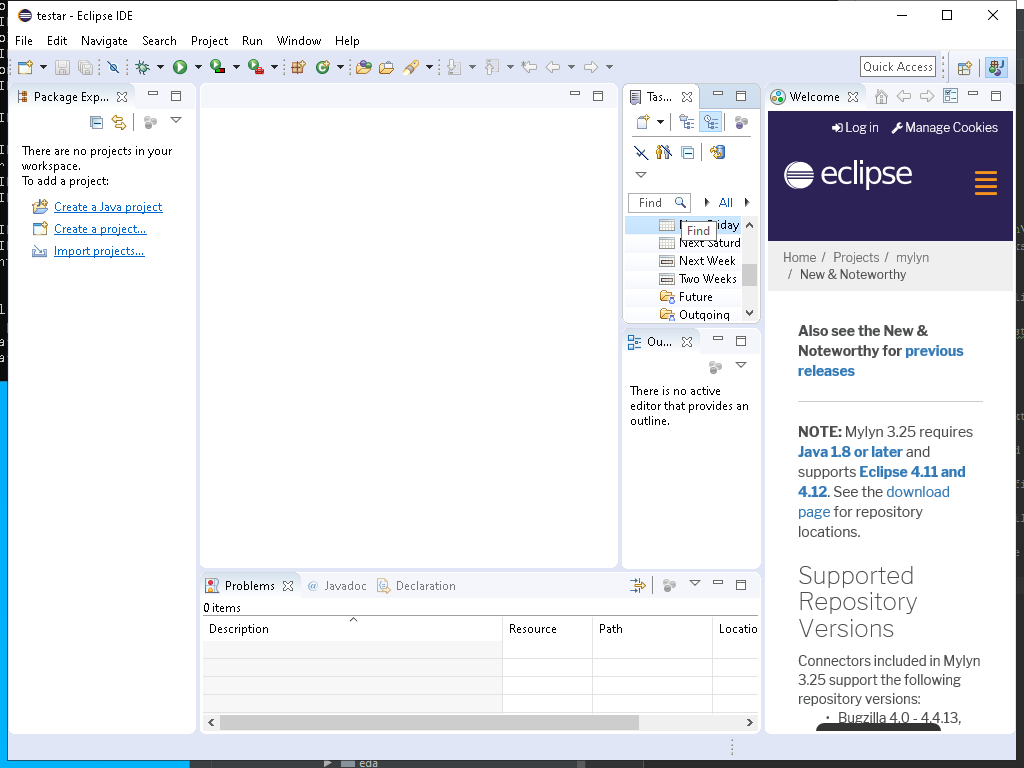 testar - Eclipse IDE
File Edit Navigate Search Project Run Window Help
Quick Access
Package Exp...
There are no projects in your
workspace.
To add a project:
Create a Java project
Create a project...
Import projects...
Tas...
Find
All
Friday
Find
Next Saturd
Next Week
Two Weeks
Future
Outgoing
Ou...
There is no active
editor that provides an
outline.
Welcome
Log in Manage Cookies
eclipse
Home / Projects / mylyn
/ New & Noteworthy
Also see the New &
Noteworthy for previous
releases
NOTE: Mylyn 3.25 requires
Java 1.8 or later and
supports Eclipse 4.11 and
4.12. See the download
page for repository
locations.
Supported
Repository
Versions
Connectors included in Mylyn
3.25 support the following
repository versions:
• Bugzilla 4.0 - 4.4.13,
Problems @ Javadoc Declaration
0 items
Description Resource Path Locatio
eda